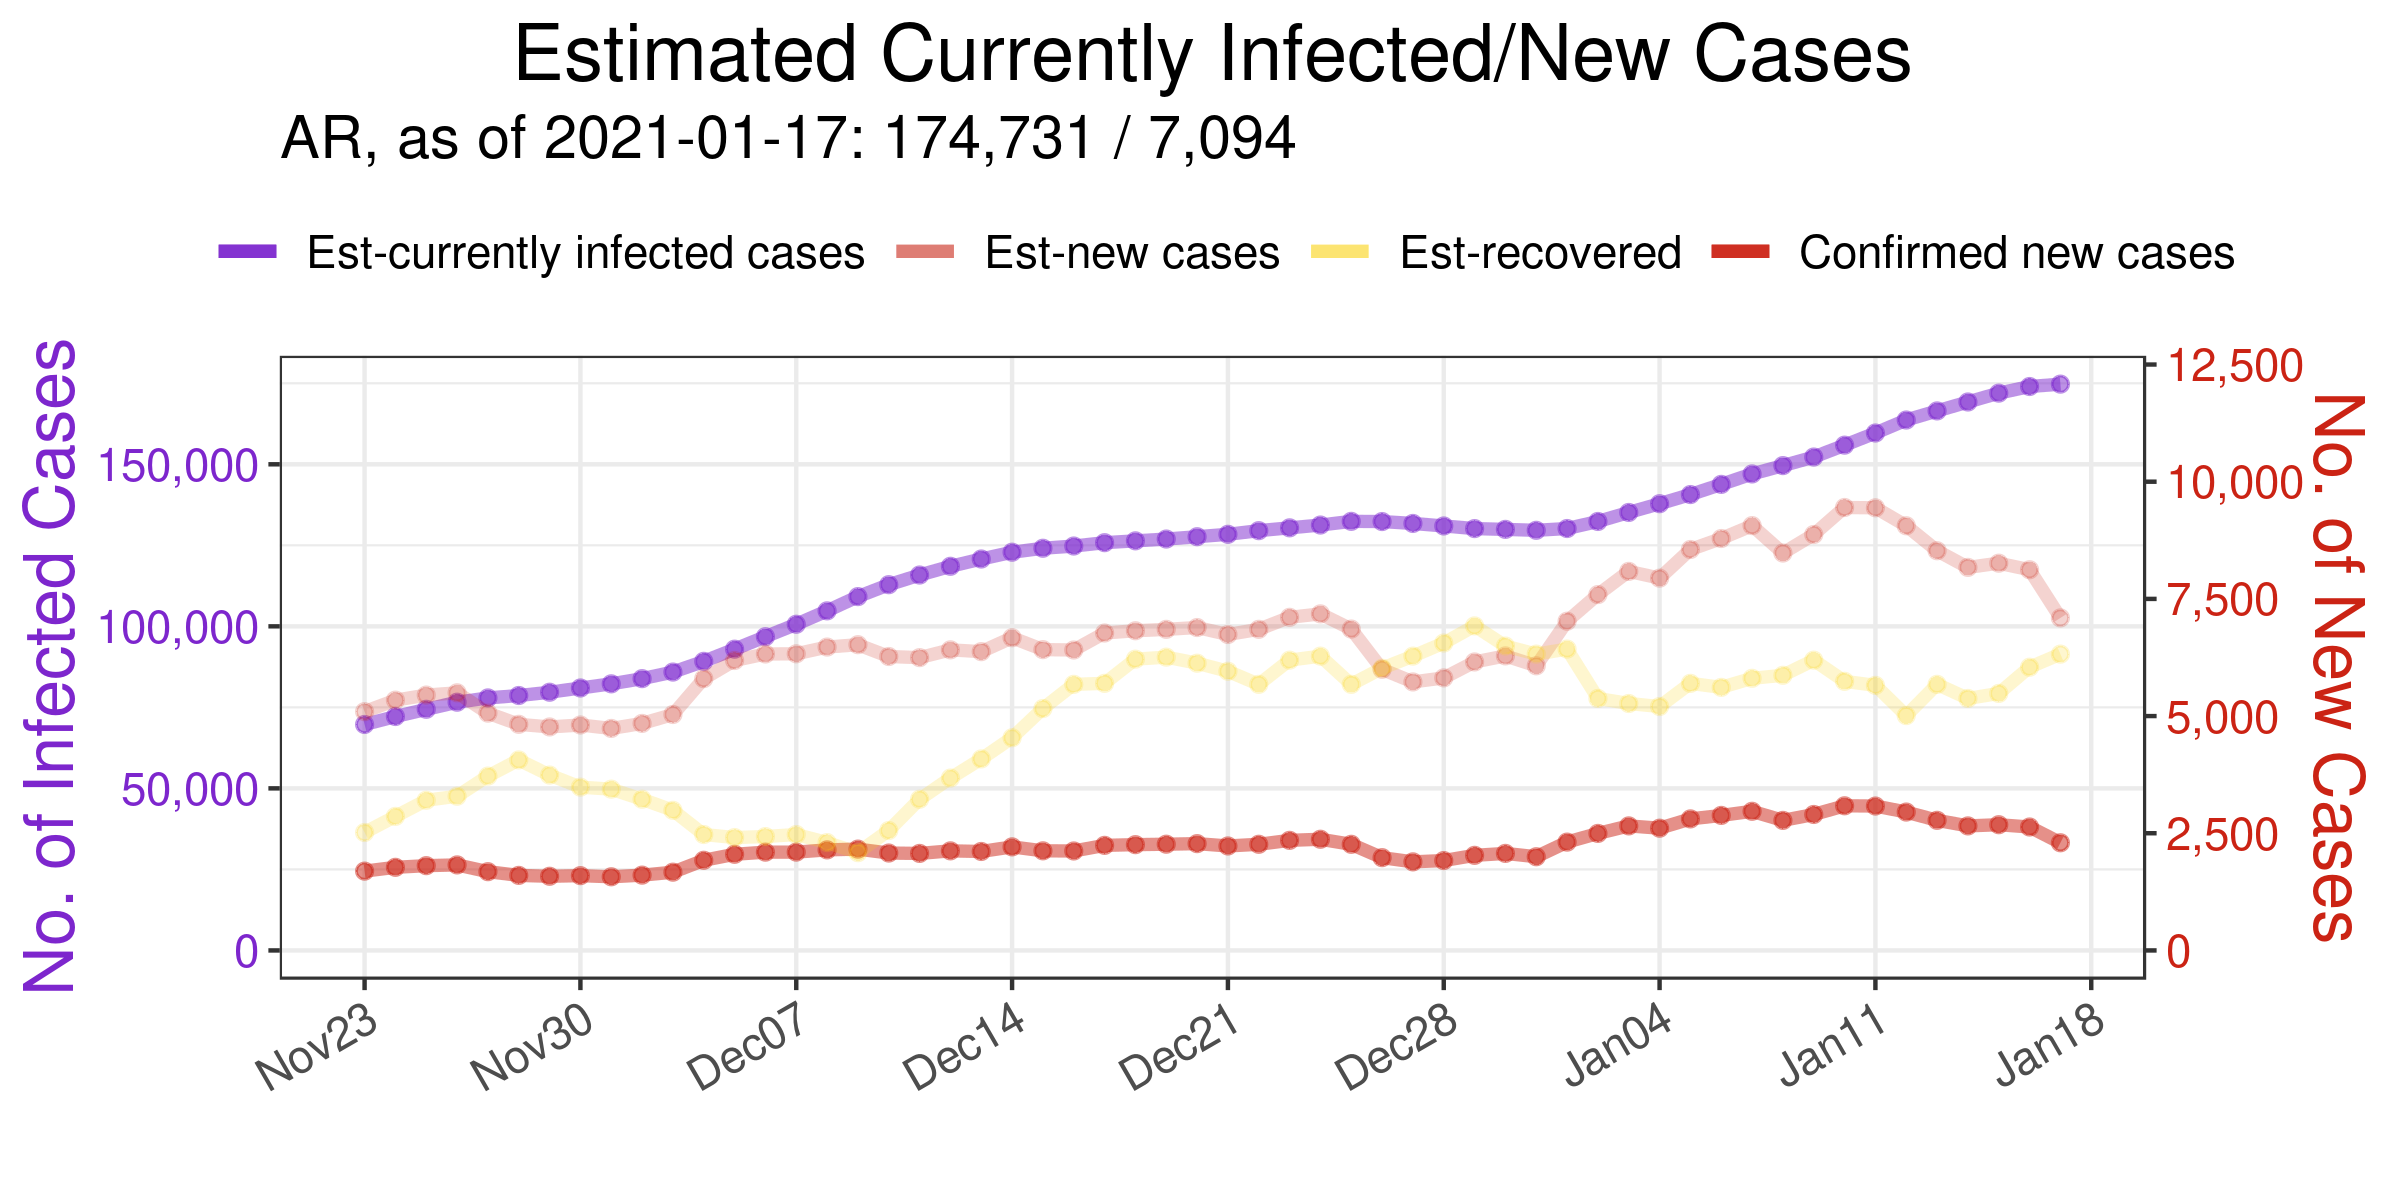 Estimated Currently Infected/New Cases
AR, as of 2021-01-17: 174,731 / 7,094
Est-currently infected cases Est-new cases Est-recovered Confirmed new cases
No. of Infected Cases
150,000
100,000
50,000
0
12,500
10,000
7,500
5,000
2,500
0
No. of New Cases
Nov23 Nov30 Dec07 Dec14 Dec21 Dec28 Jan04 Jan11 Jan18